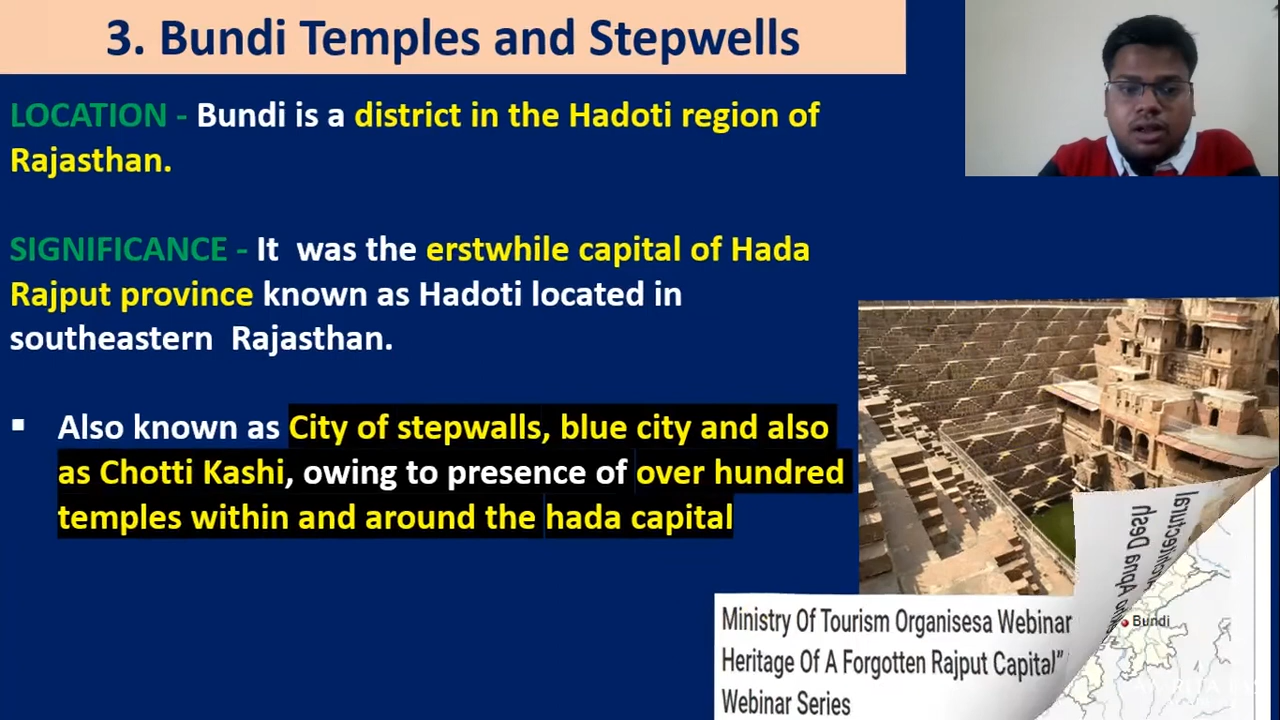 3. Bundi Temples and Stepwells
LOCATION - Bundi is a district in the Hadoti region of
Rajasthan.
SIGNIFICANCE - It was the erstwhile capital of Hada
Rajput province known as Hadoti located in
southeastern Rajasthan.
▪ Also known as City of stepwalls, blue city and also
as Chotti Kashi, owing to presence of over hundred
temples within and around the hada capital
Ministry Of Tourism Organisesa Webinar
Heritage Of A Forgotten Rajput Capital”
Webinar Series
Apna Desh
Bundi